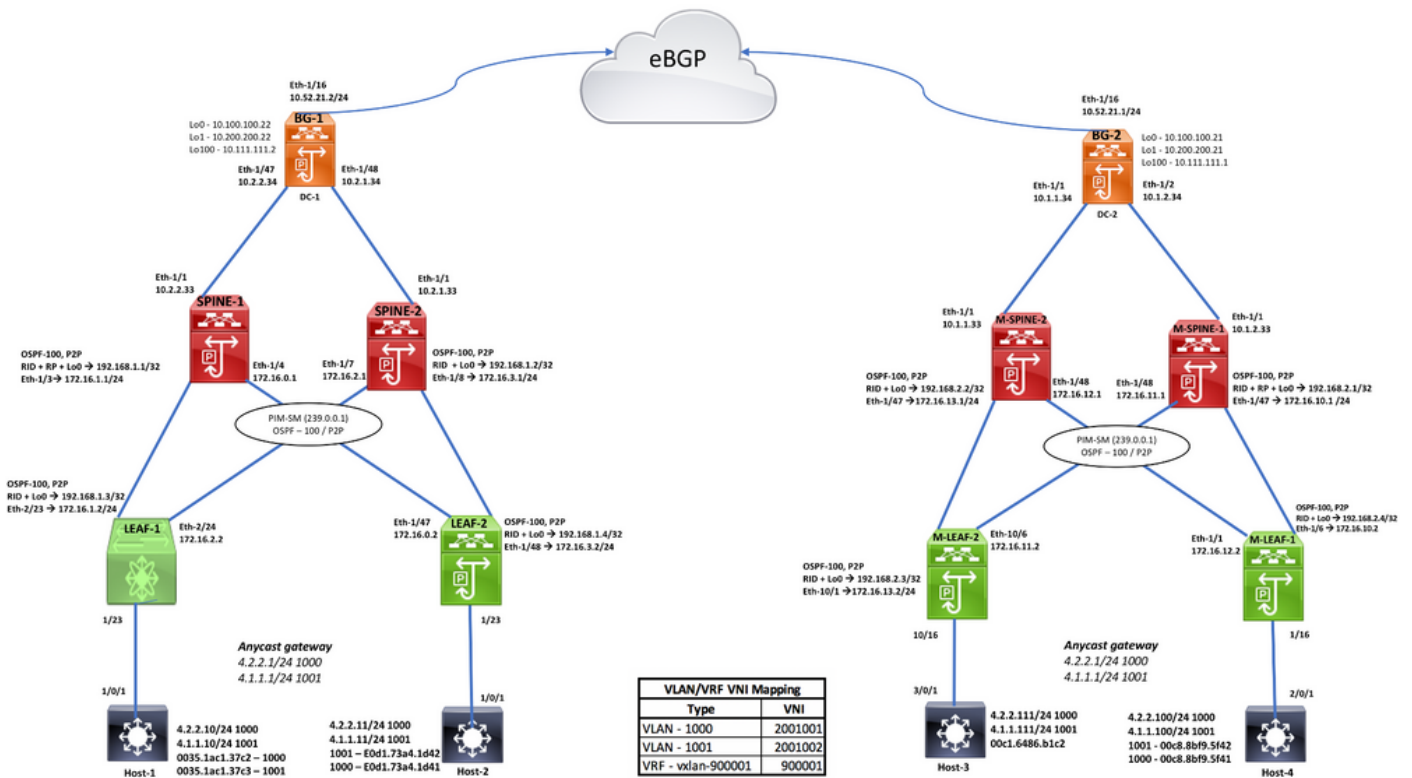 eBGP
Eth-1/16
10.52.21.2/24
BG-1
Lo0 - 10.100.100.22
Lo1 - 10.200.200.22
Lo100 - 10.111.111.2
Eth-1/47
10.2.2.34
Eth-1/48
10.2.1.34
DC-1
Eth-1/16
10.52.21.1/24
BG-2
Lo0 - 10.100.100.21
Lo1 - 10.200.200.21
Lo100 - 10.111.111.1
Eth-1/1
10.1.1.34
Eth-1/2
10.1.2.34
DC-2
Eth-1/1
10.2.2.33
SPINE-1
OSPF-100, P2P
RID + RP + Lo0 → 192.168.1.1/32
Eth-1/3→ 172.16.1.1/24
Eth-1/4
172.16.0.1
Eth-1/1
10.2.1.33
SPINE-2
Eth-1/7
172.16.2.1
OSPF-100, P2P
RID + Lo0 → 192.168.1.2/32
Eth-1/8 → 172.16.3.1/24
PIM-SM (239.0.0.1)
OSPF – 100 / P2P
Eth-1/1
10.1.1.33
M-SPINE-2
OSPF-100, P2P
RID + Lo0 → 192.168.2.2/32
Eth-1/47 →172.16.13.1/24
Eth-1/48
172.16.12.1
Eth-1/1
10.1.2.33
M-SPINE-1
Eth-1/48
172.16.11.1
OSPF-100, P2P
RID + RP + Lo0 → 192.168.2.1/32
Eth-1/47 → 172.16.10.1 /24
PIM-SM (239.0.0.1)
OSPF – 100 / P2P
OSPF-100, P2P
RID + Lo0 → 192.168.1.3/32
Eth-2/23 → 172.16.1.2/24
LEAF-1
Eth-2/24
172.16.2.2
1/23
Eth-1/47
172.16.0.2
LEAF-2
OSPF-100, P2P
RID + Lo0 → 192.168.1.4/32
Eth-1/48 → 172.16.3.2/24
1/23
M-LEAF-2
Eth-10/6
172.16.11.2
OSPF-100, P2P
RID + Lo0 → 192.168.2.3/32
Eth-10/1 →172.16.13.2/24
10/16
Eth-1/1
172.16.12.2
M-LEAF-1
OSPF-100, P2P
RID + Lo0 → 192.168.2.4/32
Eth-1/6 → 172.16.10.2
1/16
Anycast gateway
4.2.2.1/24 1000
4.1.1.1/24 1001
Anycast gateway
4.2.2.1/24 1000
4.1.1.1/24 1001
1/0/1
4.2.2.10/24 1000
4.1.1.10/24 1001
0035.1ac1.37c2 – 1000
0035.1ac1.37c3 – 1001
Host-1
1/0/1
4.2.2.11/24 1000
4.1.1.11/24 1001
1001 – E0d1.73a4.1d42
1000 – E0d1.73a4.1d41
Host-2
VLAN/VRF VNI Mapping
Type VNI
VLAN - 1000 2001001
VLAN - 1001 2001002
VRF - vxlan-900001 900001
3/0/1
4.2.2.111/24 1000
4.1.1.111/24 1001
00c1.6486.b1c2
Host-3
2/0/1
4.2.2.100/24 1000
4.1.1.100/24 1001
1001 - 00c8.8bf9.5f42
1000 - 00c8.8bf9.5f41
Host-4